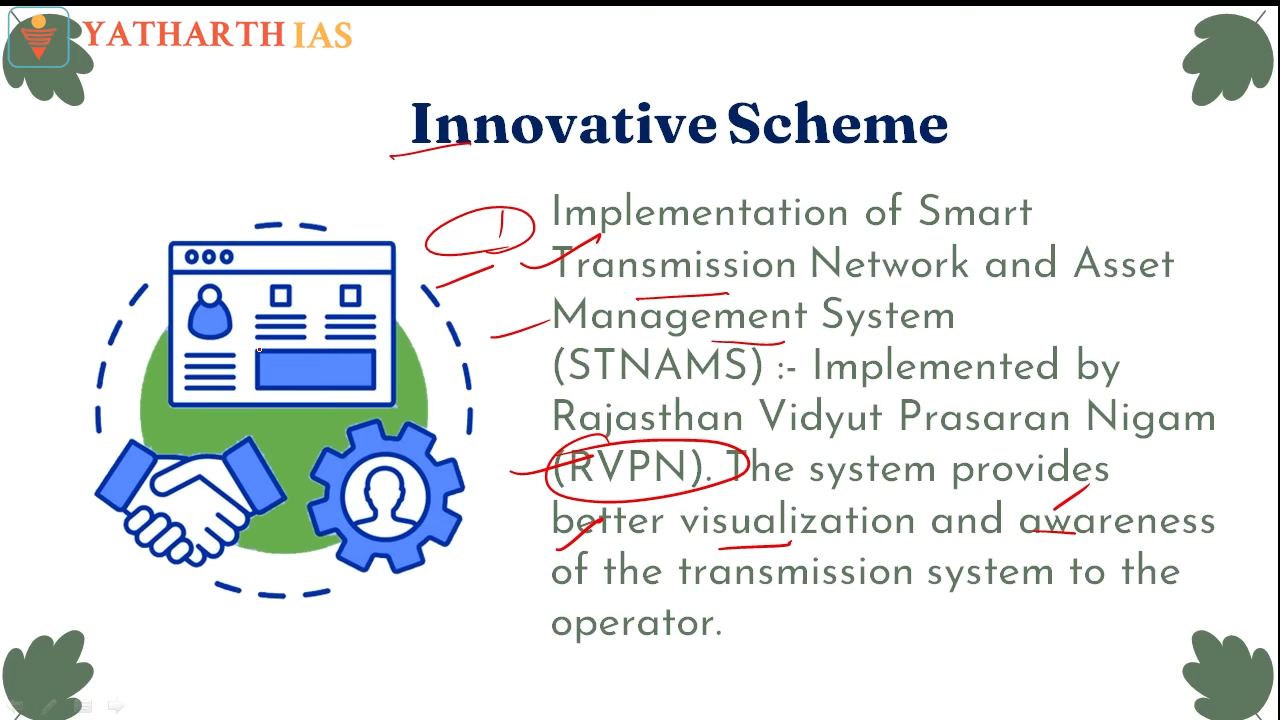 YATHARTH IAS
Innovative Scheme
Implementation of Smart
Transmission Network and Asset
Management System
(STNAMS) :- Implemented by
Rajasthan Vidyut Prasaran Nigam
(RVPN). The system provides
better visualization and awareness
of the transmission system to the
operator.